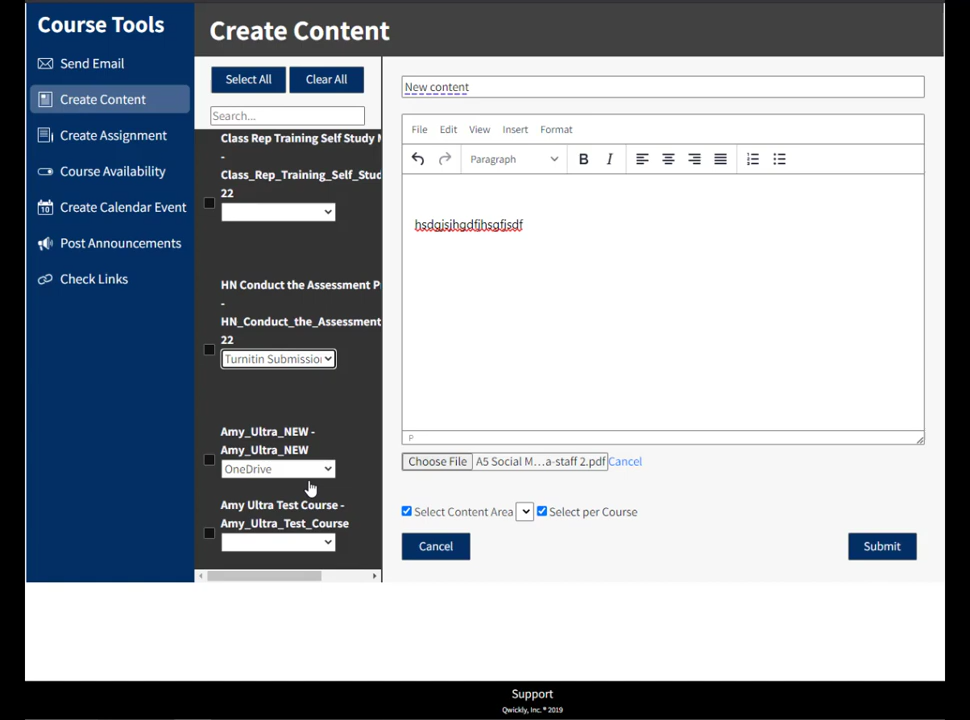 Course Tools
Send Email
Create Content
Create Assignment
Course Availability
10
Create Calendar Event
Post Announcements
Check Links
Create Content
Select All
Clear All
Search...
Class Rep Training Self Study M
-
Class_Rep_Training_Self_Stud
22
HN Conduct the Assessment P
-
HN_Conduct_the_Assessment
22
Turnitin Submission
Amy_Ultra_NEW -
Amy_Ultra_NEW
OneDrive
Amy Ultra Test Course -
Amy_Ultra_Test_Course
New content
File Edit View Insert Format
Paragraph B I
hsdgjsjhgdfjhsgfjsdf
P
Choose File A5 Social M...a-staff 2.pdf Cancel
Select Content Area Select per Course
Cancel
Submit
Support
Qwickly, Inc. ® 2019